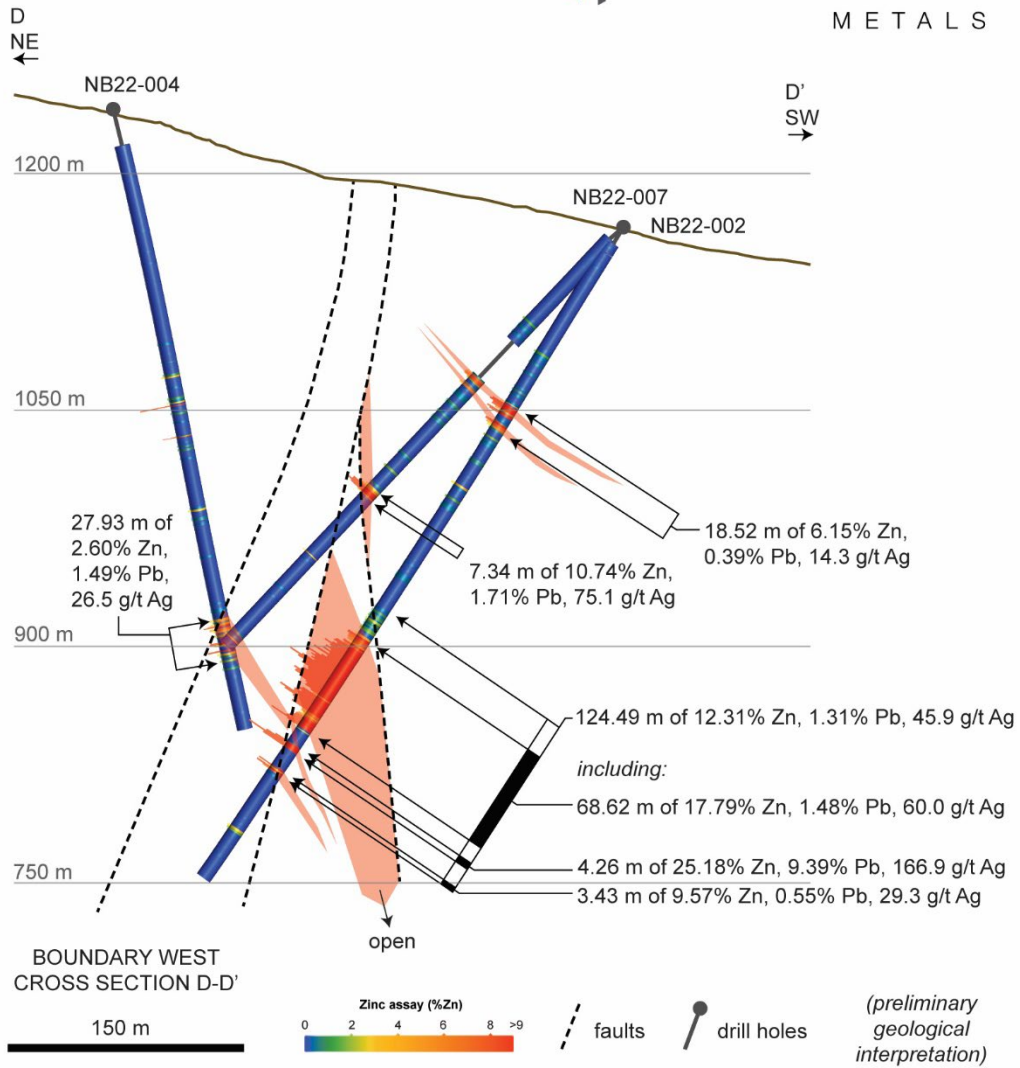 METALS
D
NE
NB22-004
D'
SW
1200 m
NB22-007
NB22-002
1050 m
27.93 m of
2.60% Zn,
1.49% Pb,
26.5 g/t Ag
18.52 m of 6.15% Zn,
0.39% Pb, 14.3 g/t Ag
7.34 m of 10.74% Zn,
1.71% Pb, 75.1 g/t Ag
900 m
124.49 m of 12.31% Zn, 1.31% Pb, 45.9 g/t Ag
including:
68.62 m of 17.79% Zn, 1.48% Pb, 60.0 g/t Ag
4.26 m of 25.18% Zn, 9.39% Pb, 166.9 g/t Ag
750 m
3.43 m of 9.57% Zn, 0.55% Pb, 29.3 g/t Ag
open
BOUNDARY WEST
CROSS SECTION D-D'
150 m
Zinc assay (%Zn)
0 2 4 6 8 >9
faults
drill holes
(preliminary
geological
interpretation)